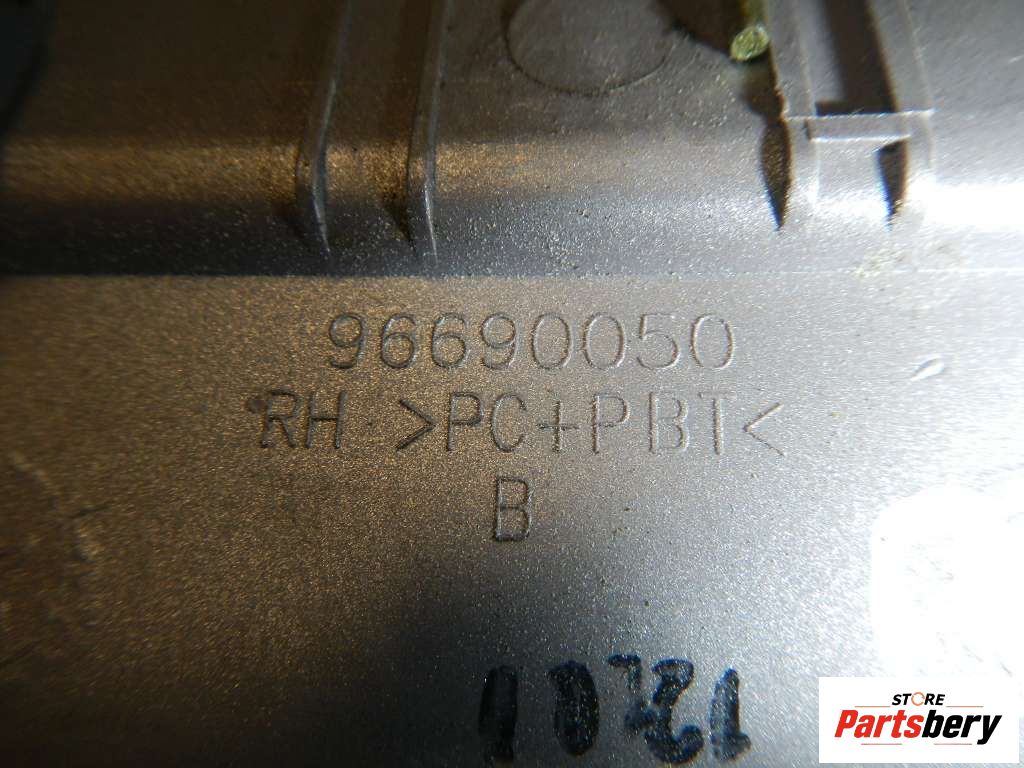 96690050
RH >PC+PBT<
B
STORE
Partsbery